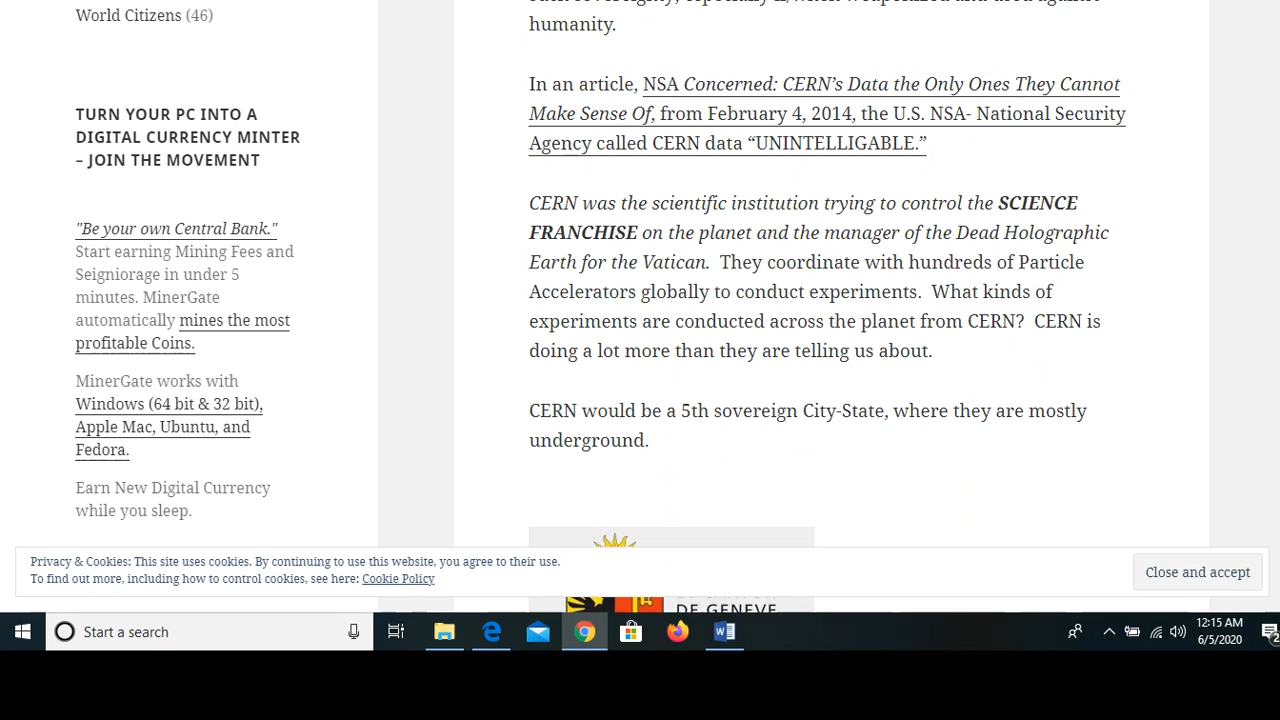 World Citizens (46)
TURN YOUR PC INTO A
DIGITAL CURRENCY MINTER
– JOIN THE MOVEMENT
"Be your own Central Bank."
Start earning Mining Fees and
Seigniorage in under 5
minutes. MinerGate
automatically mines the most
profitable Coins.
MinerGate works with
Windows (64 bit & 32 bit),
Apple Mac, Ubuntu, and
Fedora.
Earn New Digital Currency
while you sleep.
humanity.
In an article, NSA Concerned: CERN’s Data the Only Ones They Cannot
Make Sense Of, from February 4, 2014, the U.S. NSA- National Security
Agency called CERN data “UNINTELLIGABLE.”
CERN was the scientific institution trying to control the SCIENCE
FRANCHISE on the planet and the manager of the Dead Holographic
Earth for the Vatican.  They coordinate with hundreds of Particle
Accelerators globally to conduct experiments.  What kinds of
experiments are conducted across the planet from CERN?  CERN is
doing a lot more than they are telling us about.
CERN would be a 5th sovereign City-State, where they are mostly
underground.
Privacy & Cookies: This site uses cookies. By continuing to use this website, you agree to their use.
To find out more, including how to control cookies, see here: Cookie Policy
Close and accept
DE GENEVE
Start a search
12:15 AM
6/5/2020
2